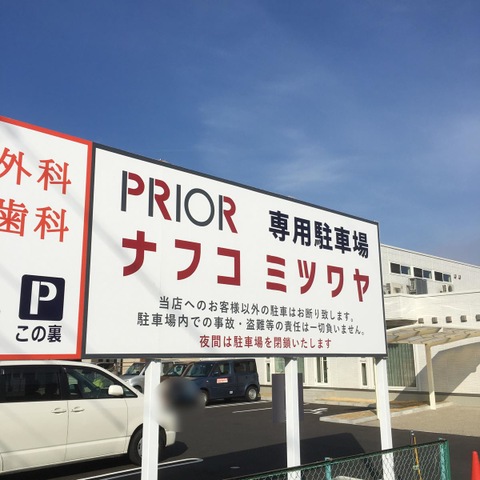 外科
歯科
P
この裏
PRIOR 専用駐車場
ナフコ ミツワヤ
当店へのお客様以外の駐車はお断り致します。
駐車場内での事故・盗難等の責任は一切負いません。
夜間は駐車場を閉鎖いたします